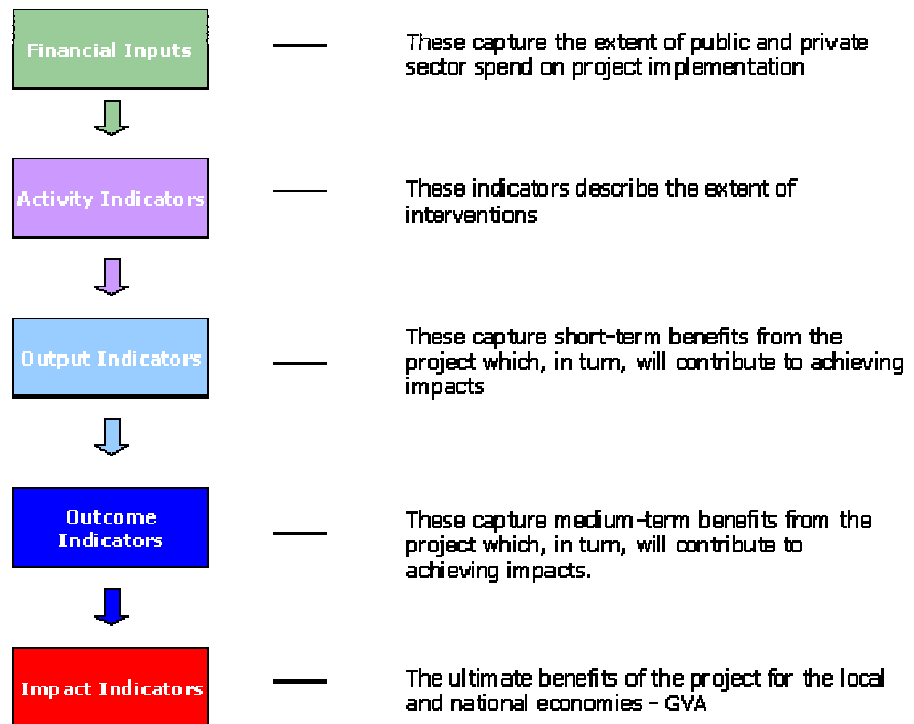 Financial Inputs
These capture the extent of public and private
sector spend on project implementation
Activity Indicators
These indicators describe the extent of
interventions
Output Indicators
These capture short-term benefits from the
project which, in turn, will contribute to achieving
impacts
Outcome
Indicators
These capture medium-term benefits from the
project which, in turn, will contribute to
achieving impacts.
Impact Indicators
The ultimate benefits of the project for the local
and national economies - GVA